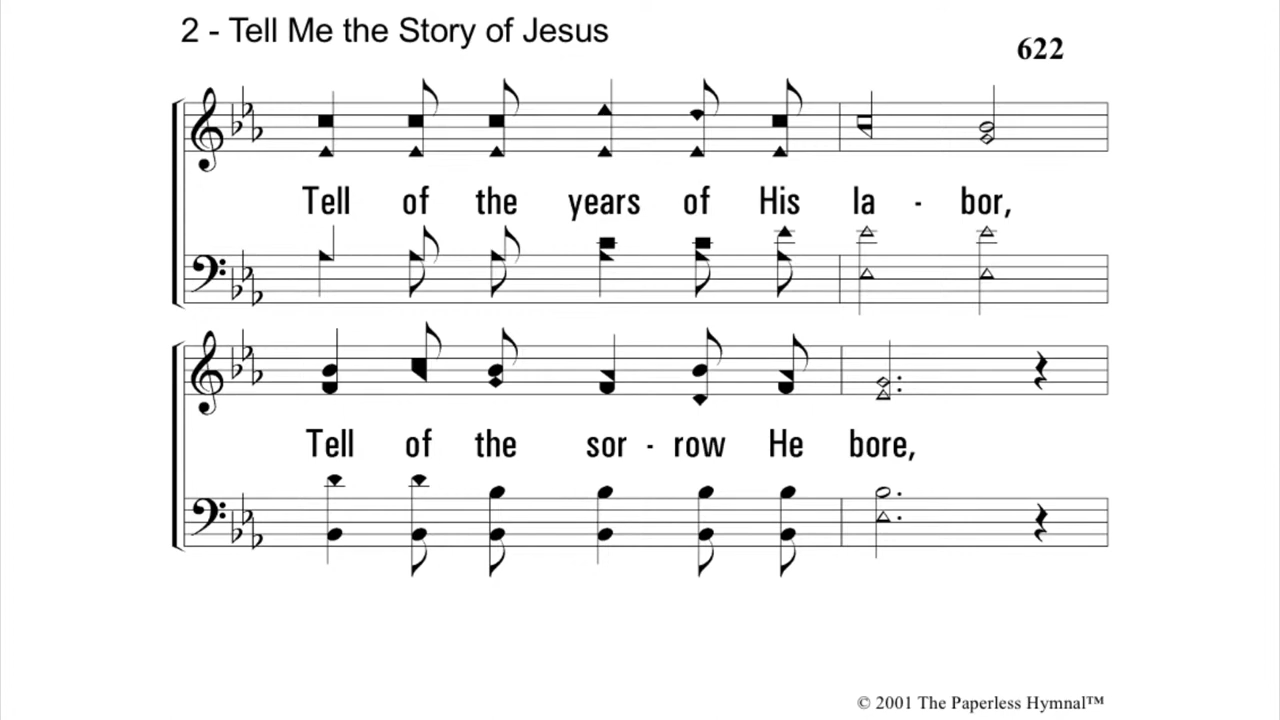 2 - Tell Me the Story of Jesus
622
Tell of the years of His la - bor,
Tell of the sor - row He bore,
© 2001 The Paperless Hymnal™